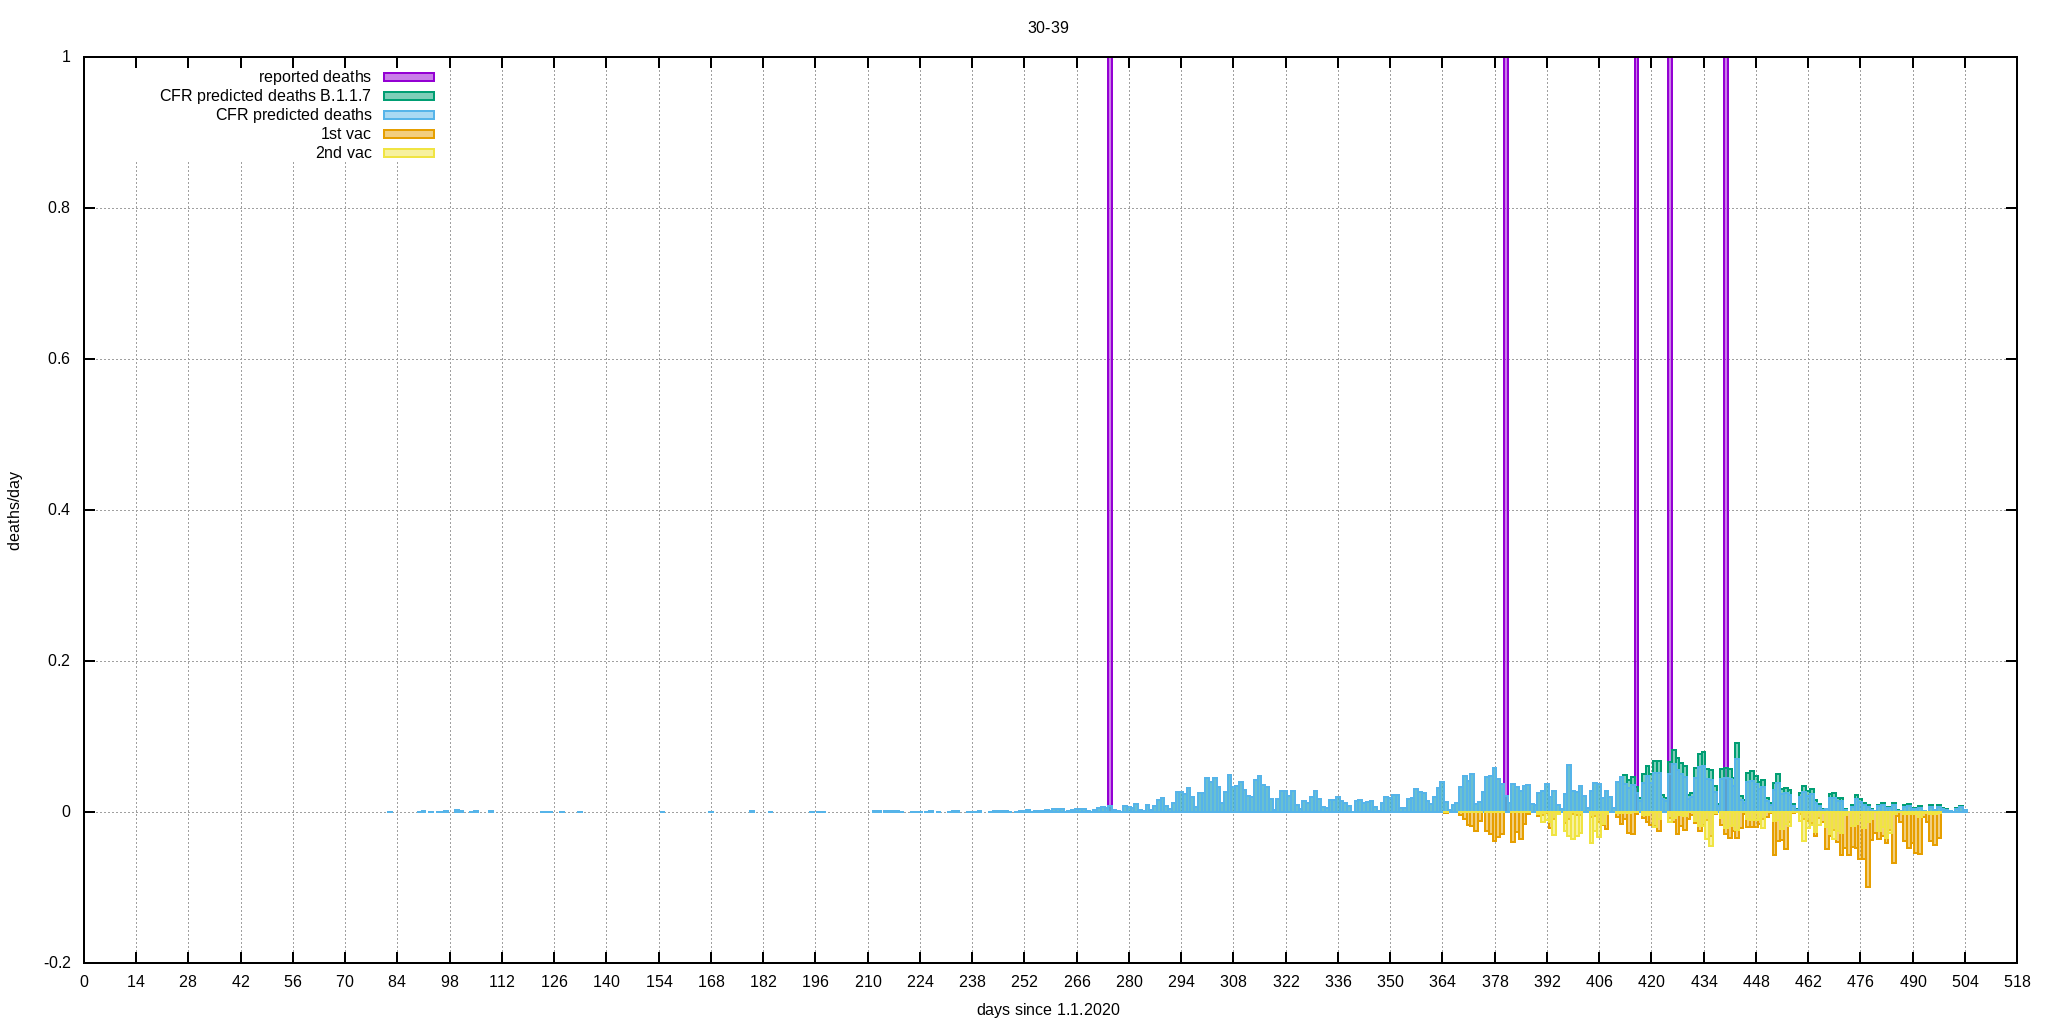 30-39
1
reported deaths
CFR predicted deaths B.1.1.7
CFR predicted deaths
1st vac
2nd vac
0.8
0.6
0.4
0.2
0
-0.2
deaths/day
0 14 28 42 56 70 84 98 112 126 140 154 168 182 196 210 224 238 252 266 280 294 308 322 336 350 364 378 392 406 420 434 448 462 476 490 504 518
days since 1.1.2020